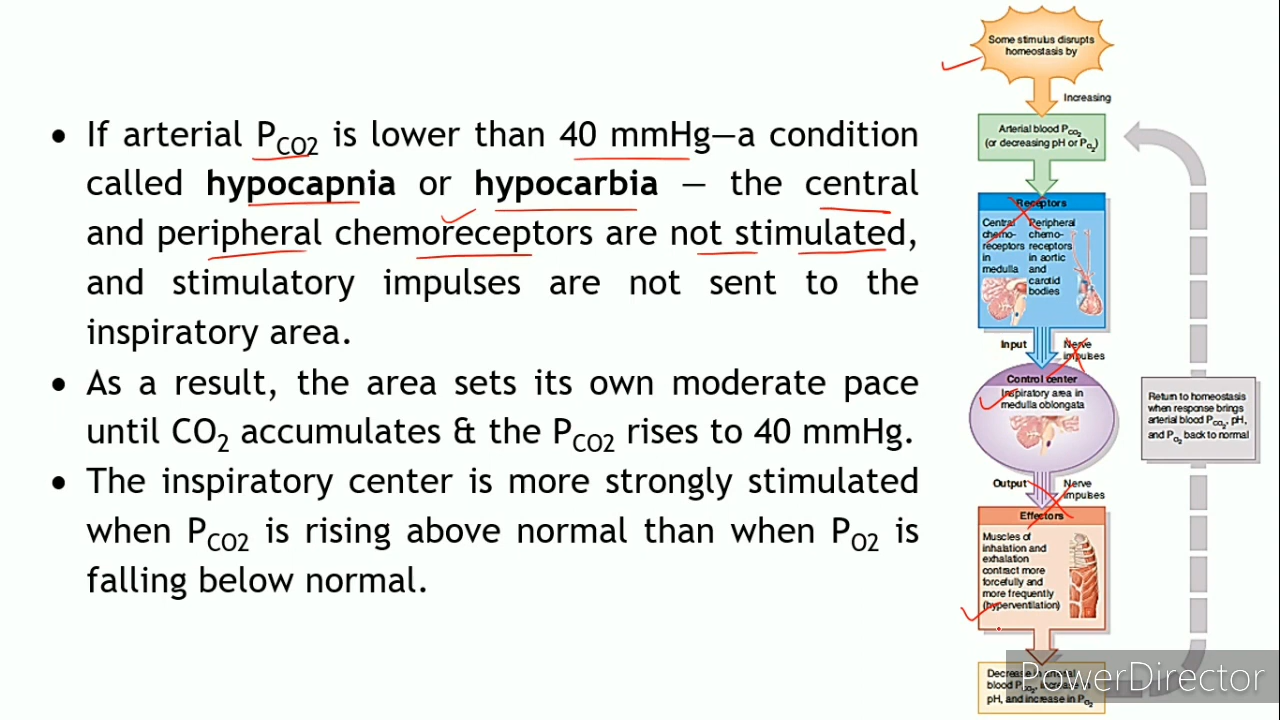 • If arterial PCO2 is lower than 40 mmHg—a condition
called hypocapnia or hypocarbia — the central
and peripheral chemoreceptors are not stimulated,
and stimulatory impulses are not sent to the
inspiratory area.
• As a result, the area sets its own moderate pace
until CO2 accumulates & the PCO2 rises to 40 mmHg.
• The inspiratory center is more strongly stimulated
when PCO2 is rising above normal than when PO2 is
falling below normal.
Some stimulus disrupts
homeostasis by
Increasing
Arterial blood PCO2
(or decreasing pH or PO2)
Receptors
Central
chemo-
receptors
in
medulla
Peripheral
chemo-
receptors
in aortic
and
carotid
bodies
Input
Nerve
impulses
Control center
Inspiratory area in
medulla oblongata
Return to homeostasis
when response brings
arterial blood PCO2, pH,
and PO2 back to normal
Output
Nerve
impulses
Effectors
Muscles of
inhalation and
exhalation
contract more
forcefully and
more frequently
(hyperventilation)
Decrease in arterial
blood PCO2, increase in
pH, and increase in PO2
PowerDirector